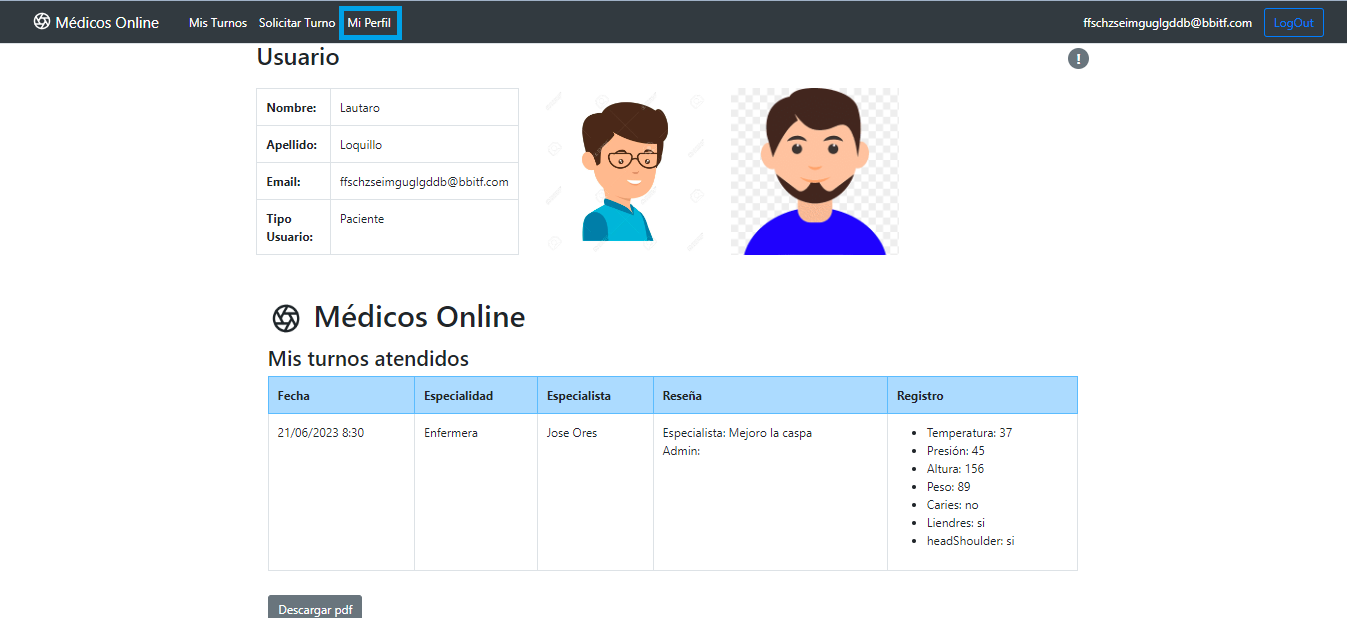 Médicos Online Mis Turnos Solicitar Turno Mi Perfil ffschzseimguglgddb@bbitf.com LogOut
Usuario !
Nombre: Lautaro
Apellido: Loquillo
Email: ffschzseimguglgddb@bbitf.com
Tipo Usuario: Paciente
Médicos Online
Mis turnos atendidos
Fecha Especialidad Especialista Reseña Registro
21/06/2023 8:30 Enfermera Jose Ores Especialista: Mejoro la caspa
Admin:
Temperatura: 37
Presión: 45
Altura: 156
Peso: 89
Caries: no
Liendres: si
headShoulder: si
Descargar pdf